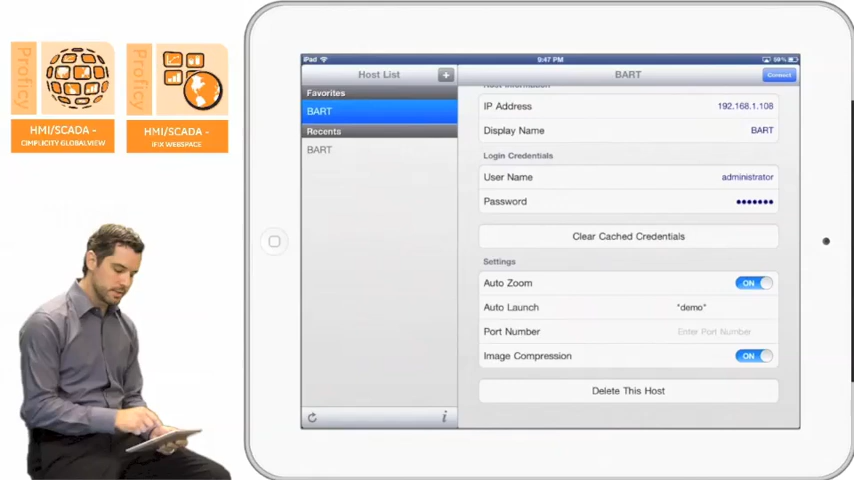 Proficy
HMI/SCADA -
CIMPLICITY GLOBALVIEW
Proficy
HMI/SCADA -
iFIX WEBSPACE
iPad
9:47 PM
59%
Host List
+
Favorites
BART
Recents
BART
i
BART
Connect
Host Information
IP Address 192.168.1.108
Display Name BART
Login Credentials
User Name administrator
Password •••••••
Clear Cached Credentials
Settings
Auto Zoom ON
Auto Launch "demo"
Port Number Enter Port Number
Image Compression ON
Delete This Host